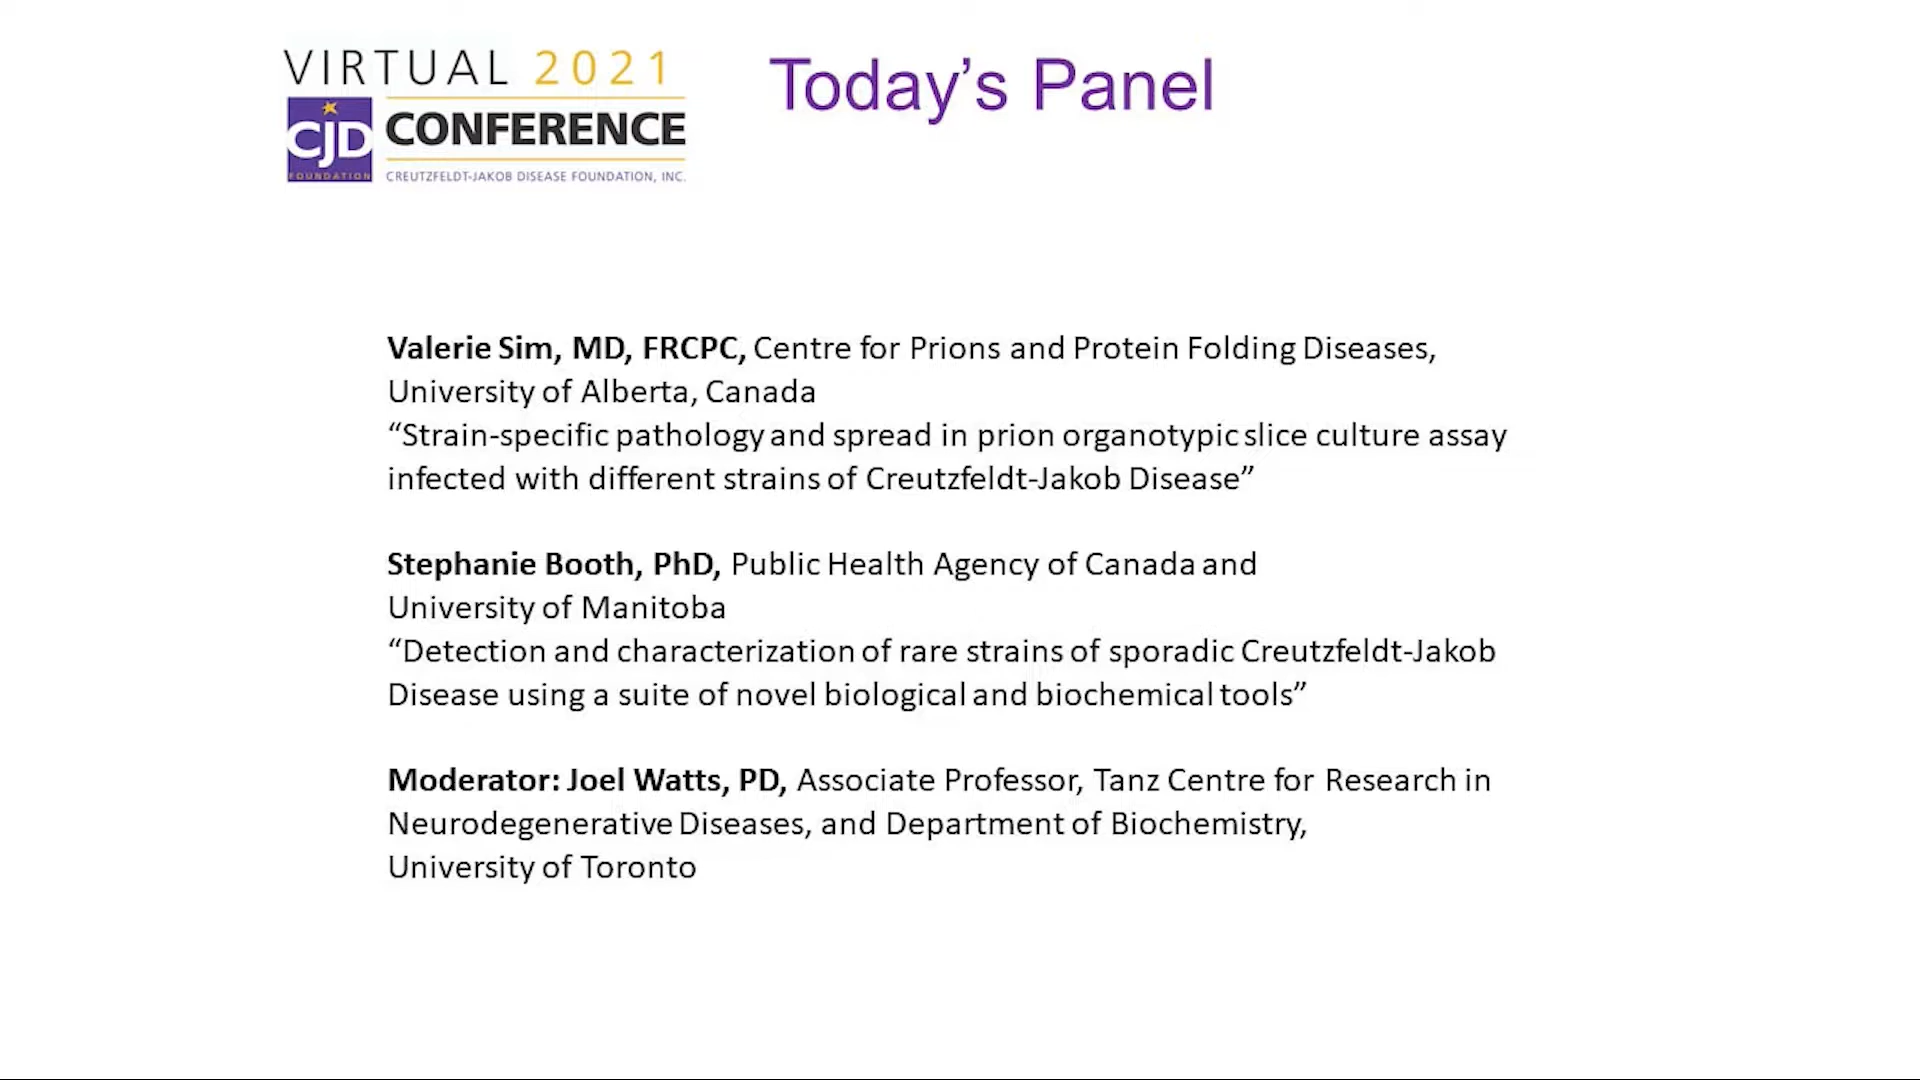 VIRTUAL 2021
CJD
FOUNDATION
CONFERENCE
CREUTZFELDT-JAKOB DISEASE FOUNDATION, INC.
Today’s Panel
Valerie Sim, MD, FRCPC, Centre for Prions and Protein Folding Diseases,
University of Alberta, Canada
“Strain-specific pathology and spread in prion organotypic slice culture assay
infected with different strains of Creutzfeldt-Jakob Disease”
Stephanie Booth, PhD, Public Health Agency of Canada and
University of Manitoba
“Detection and characterization of rare strains of sporadic Creutzfeldt-Jakob
Disease using a suite of novel biological and biochemical tools”
Moderator: Joel Watts, PD, Associate Professor, Tanz Centre for Research in
Neurodegenerative Diseases, and Department of Biochemistry,
University of Toronto